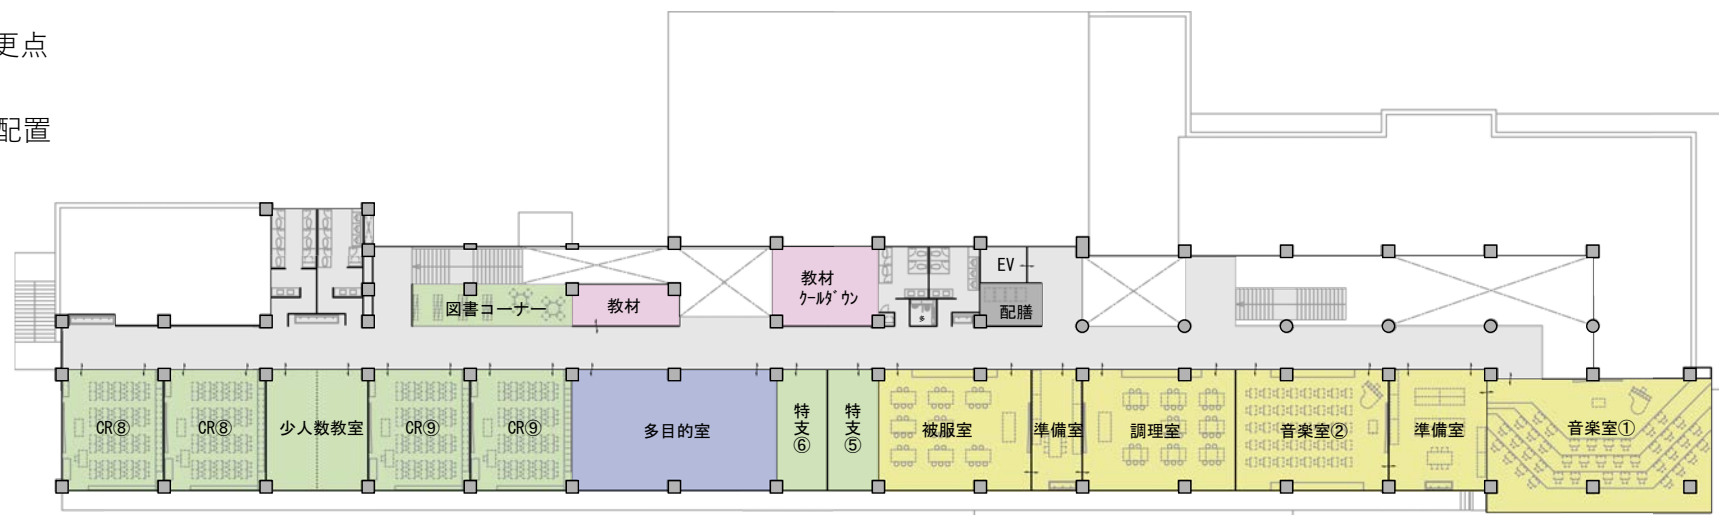 更点
配置
EV
教材
ｸｰﾙﾀﾞｳﾝ
図書コーナー
教材
多
配膳
CR⑧
CR⑧
少人数教室
CR⑨
CR⑨
多目的室
特支⑥
特支⑤
被服室
準備室
調理室
音楽室②
準備室
音楽室①